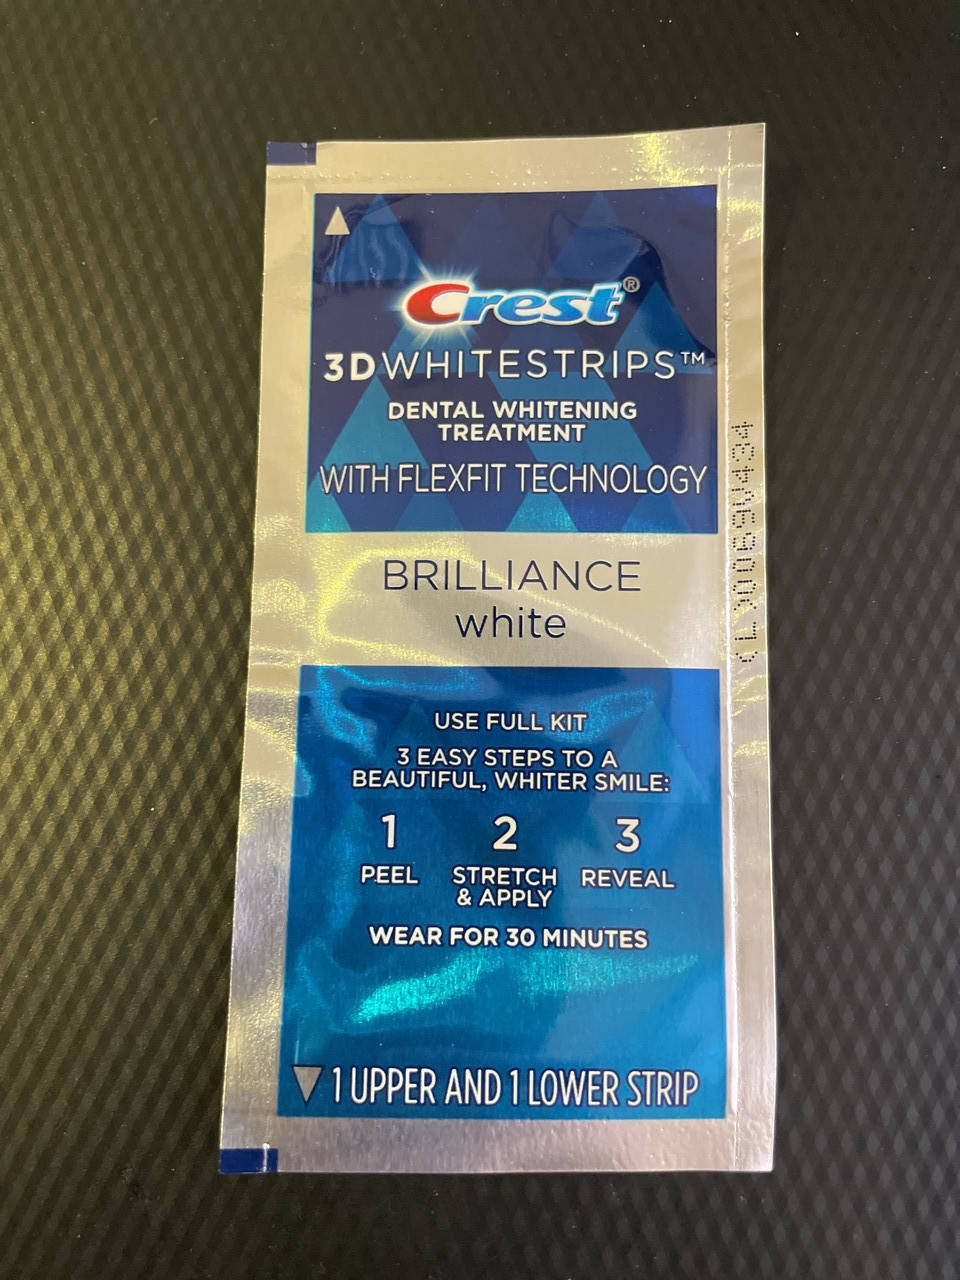 Crest®
3DWHITESTRIPS™
DENTAL WHITENING
TREATMENT
WITH FLEXFIT TECHNOLOGY
BRILLIANCE
white
USE FULL KIT
3 EASY STEPS TO A
BEAUTIFUL, WHITER SMILE:
1 2 3
PEEL STRETCH & APPLY REVEAL
WEAR FOR 30 MINUTES
1 UPPER AND 1 LOWER STRIP